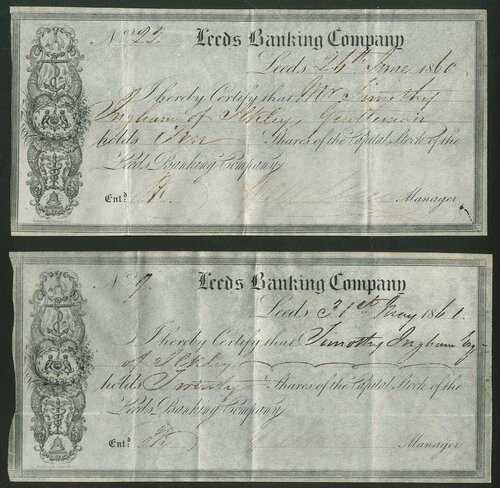 No. 22 Leeds Banking Company
Leeds 26th June 1860
I hereby Certify that Mr. Timothy
Ingham of Ilkley, Gentleman
holds Ten Shares of the Capital Stock of the
Leeds Banking Company.
Entd. Manager
No. 9 Leeds Banking Company
Leeds 31st May 1861.
I hereby Certify that Timothy Ingham Esqr
of Ilkley
holds Twenty Shares of the Capital Stock of the
Leeds Banking Company.
Entd. Manager